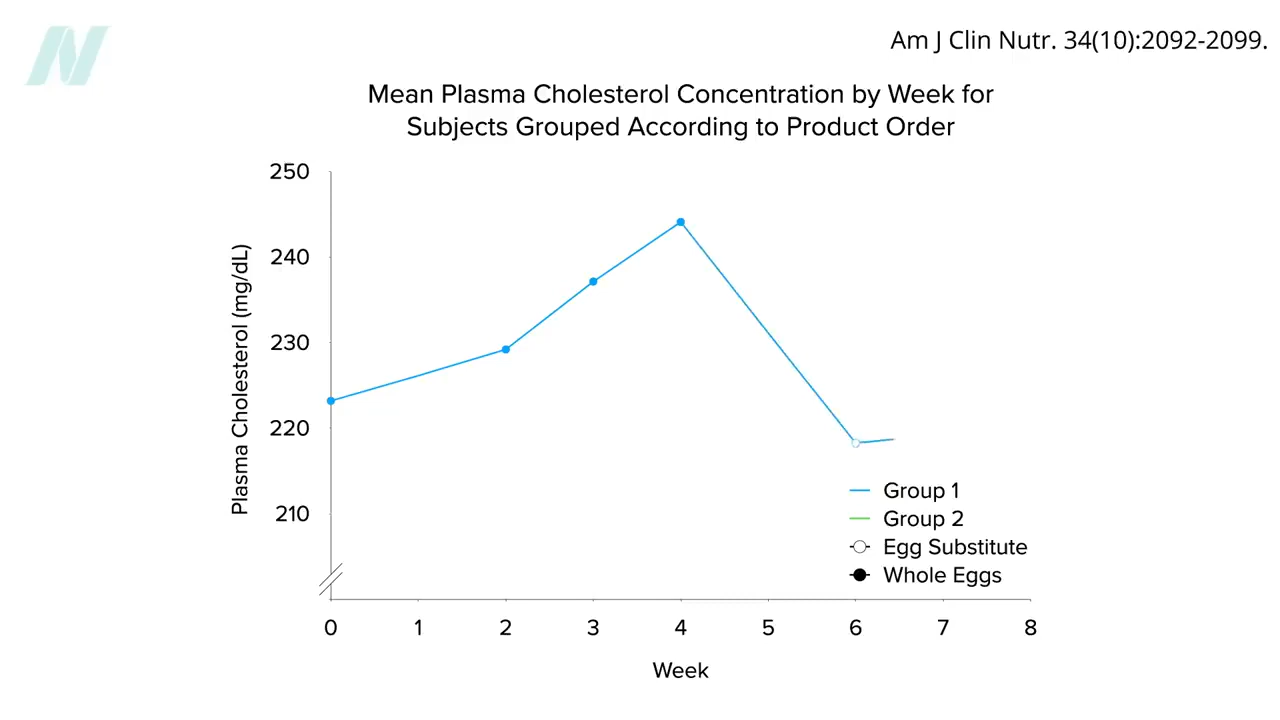 Am J Clin Nutr. 34(10):2092-2099.
Mean Plasma Cholesterol Concentration by Week for
Subjects Grouped According to Product Order
250
240
230
220
210
Plasma Cholesterol (mg/dL)
Group 1
Group 2
Egg Substitute
Whole Eggs
0 1 2 3 4 5 6 7 8
Week